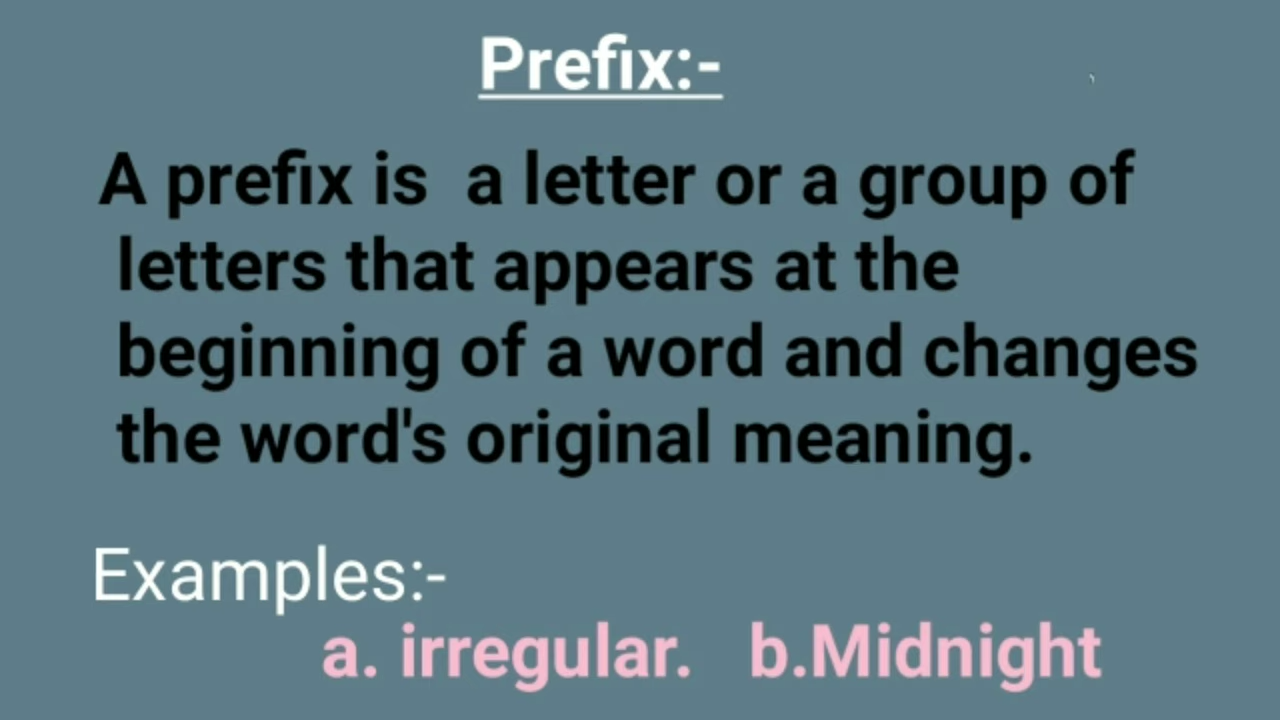 Prefix:-
A prefix is a letter or a group of
letters that appears at the
beginning of a word and changes
the word's original meaning.
Examples:-
a. irregular. b.Midnight